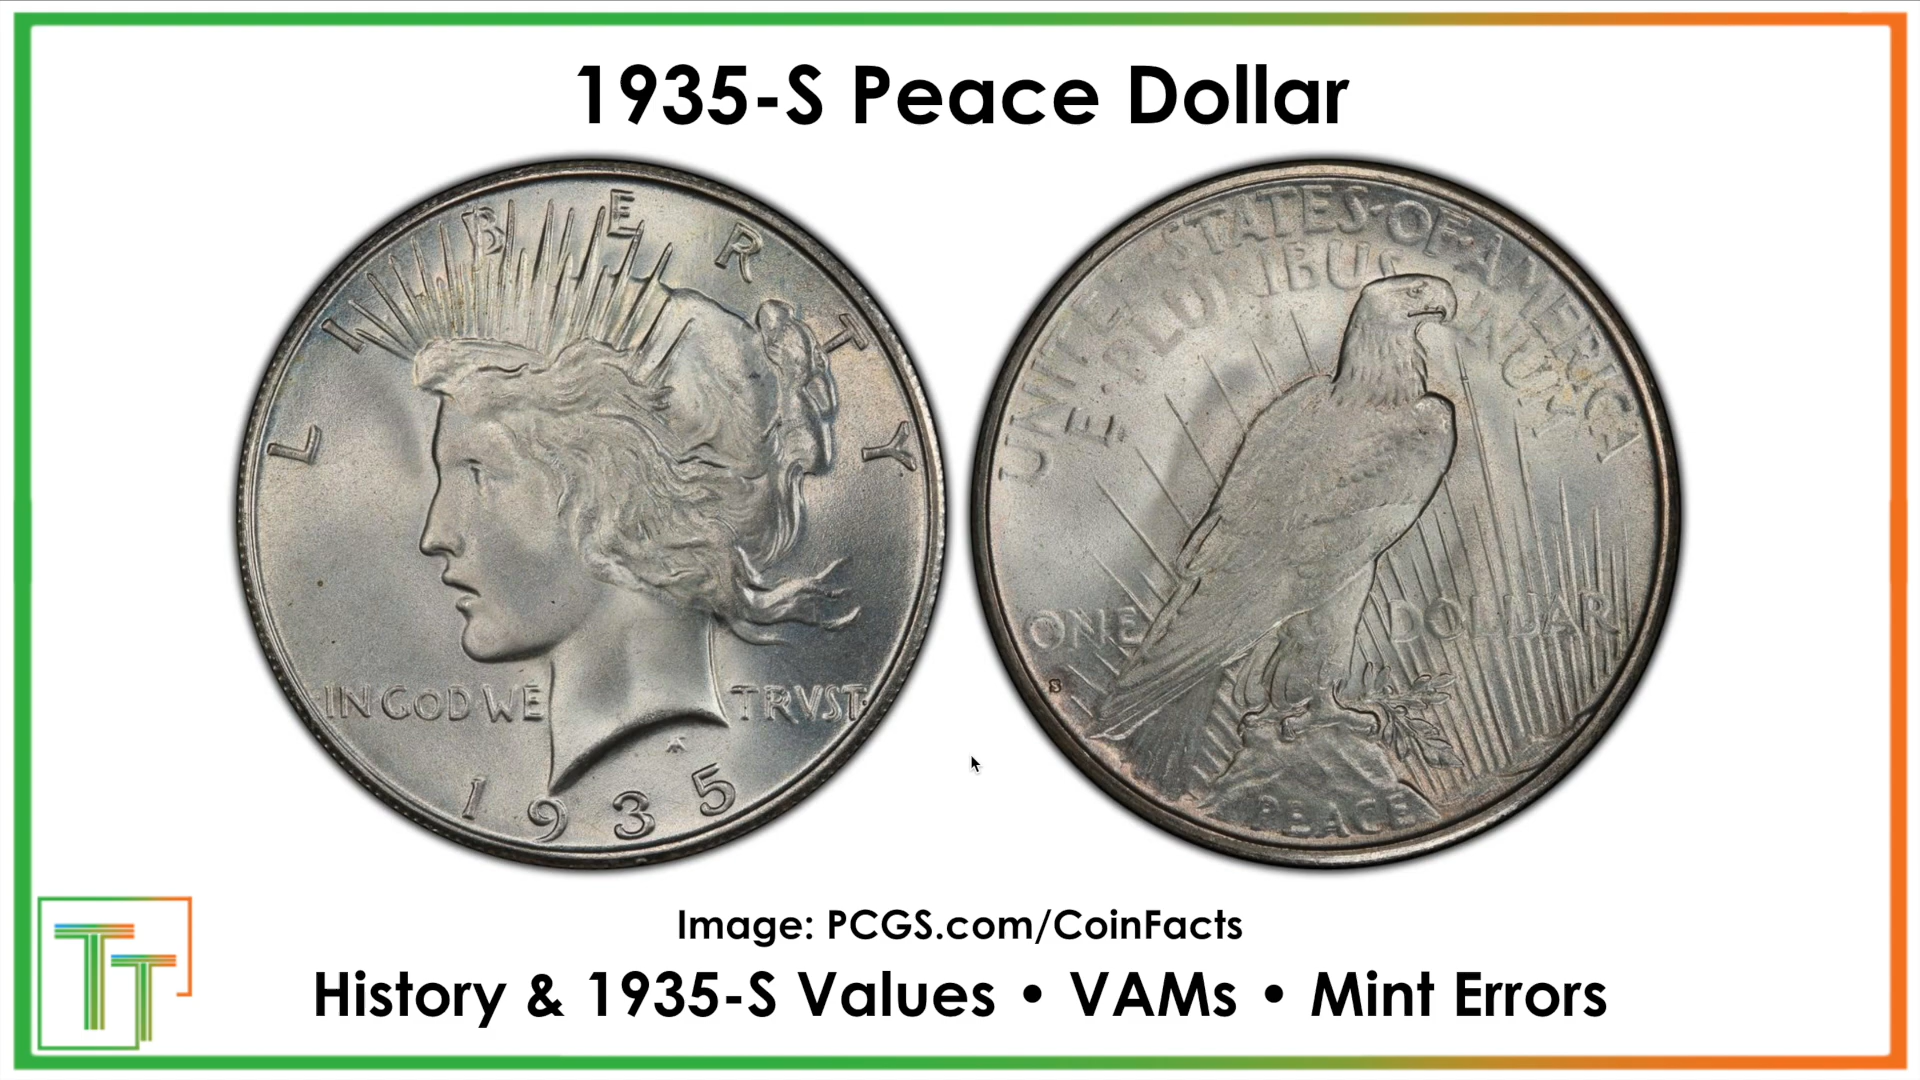 1935-S Peace Dollar
LIBERTY
IN GOD WE TRVST
1935
UNITED·STATES·OF·AMERICA
E·PLURIBUS UNUM
ONE DOLLAR
S
PEACE
Image: PCGS.com/CoinFacts
History & 1935-S Values • VAMs • Mint Errors
TT